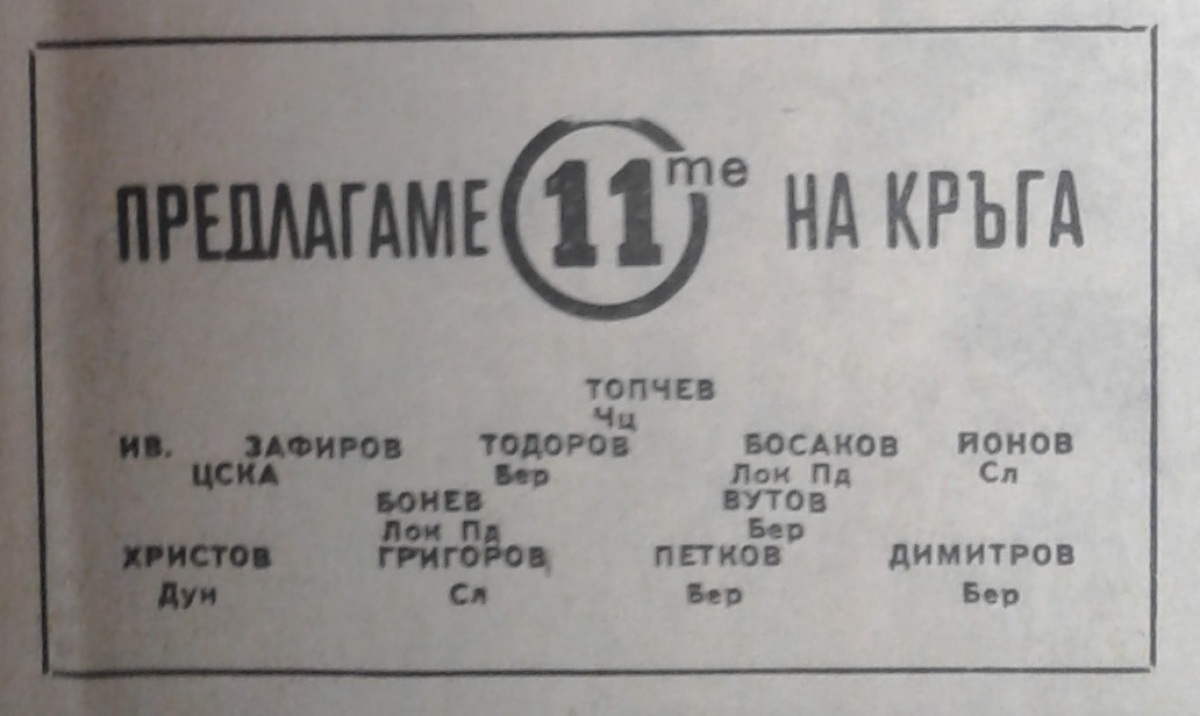 ПРЕДЛАГАМЕ 11те НА КРЪГА
ТОПЧЕВ
Чц
ИВ. ЗАФИРОВ ТОДОРОВ БОСАКОВ ЙОНОВ
ЦСКА Бер Лок Пд Сл
БОНЕВ ВУТОВ
Лок Пд Бер
ХРИСТОВ ГРИГОРОВ ПЕТКОВ ДИМИТРОВ
Дун Сл Бер Бер